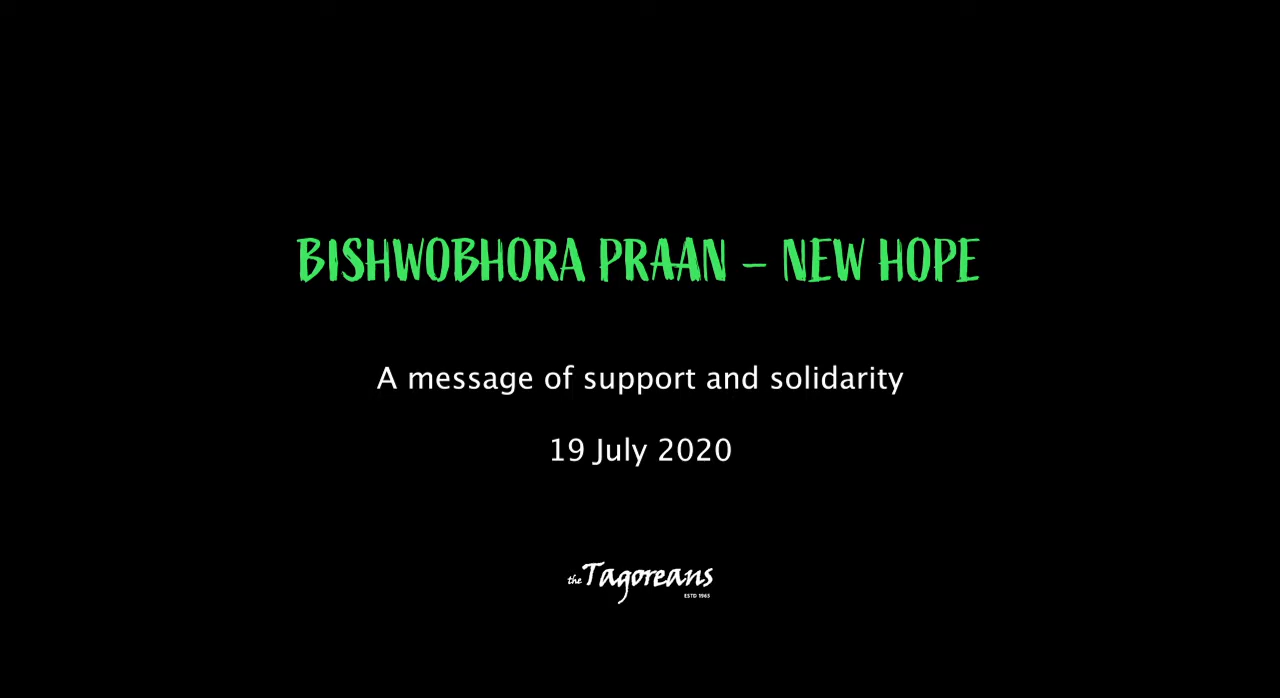 BISHWOBHORA PRAAN – NEW HOPE
A message of support and solidarity
19 July 2020
the Tagoreans
ESTD 1965